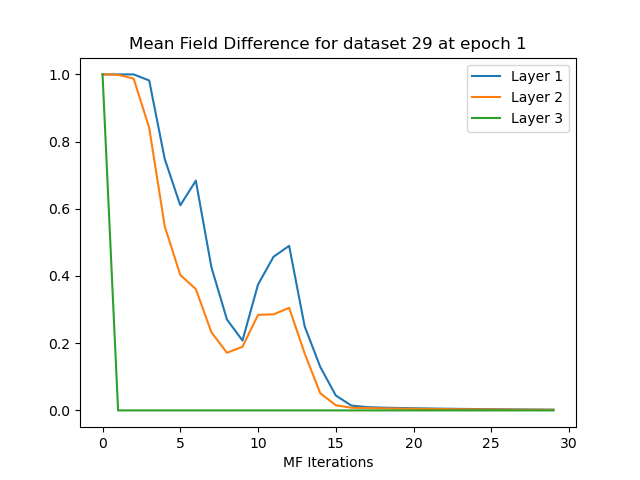 Mean Field Difference for dataset 29 at epoch 1
Layer 1
Layer 2
Layer 3
1.0
0.8
0.6
0.4
0.2
0.0
0 5 10 15 20 25 30
MF Iterations